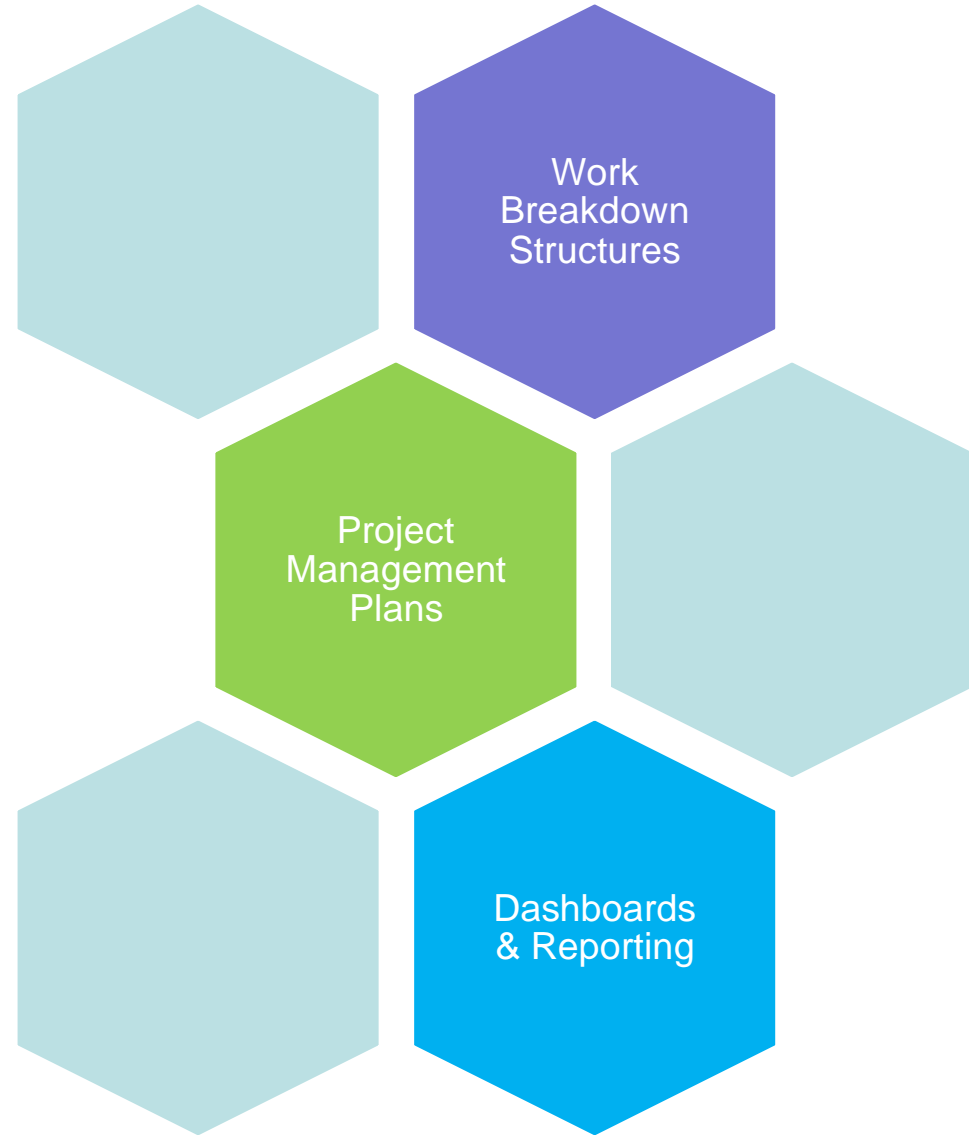 Work
Breakdown
Structures
Project
Management
Plans
Dashboards
& Reporting